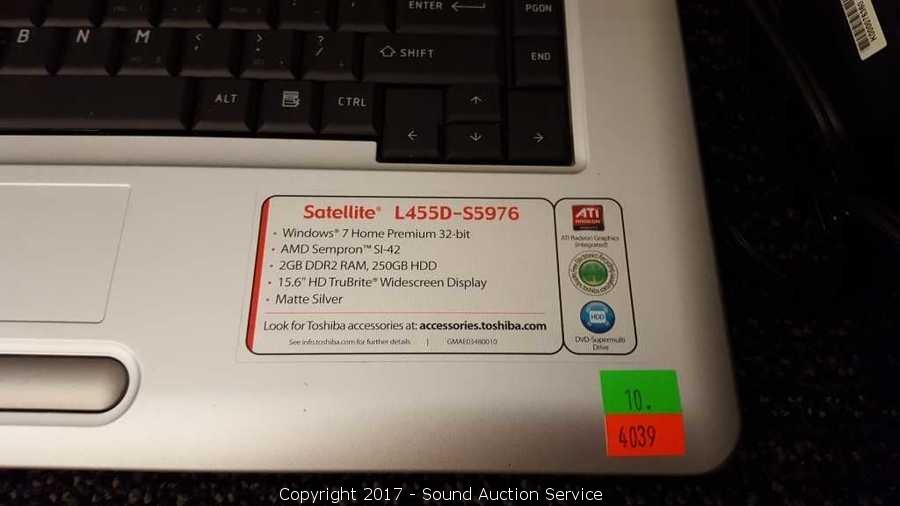 ENTER
PGDN
B N M < > ?
, . /
SHIFT
END
ALT
CTRL
Satellite® L455D-S5976
• Windows® 7 Home Premium 32-bit
• AMD Sempron™ SI-42
• 2GB DDR2 RAM, 250GB HDD
• 15.6" HD TruBrite® Widescreen Display
• Matte Silver
Look for Toshiba accessories at: accessories.toshiba.com
See info.toshiba.com for further details | GMAE03480010
ATI
RADEON
ATI Radeon Graphics
(Integrated)
HDD
DVD-Supermulti
Drive
10.
4039
Copyright 2017 - Sound Auction Service